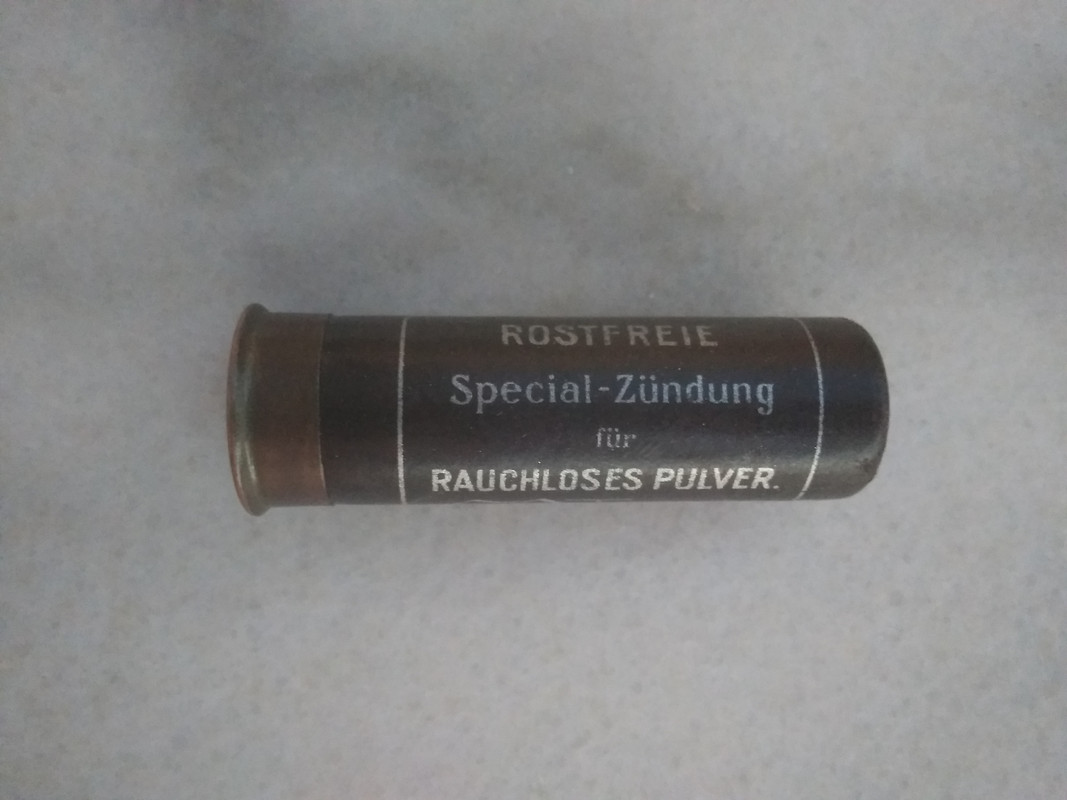 ROSTFREIE
Special-Zündung
für
RAUCHLOSES PULVER.